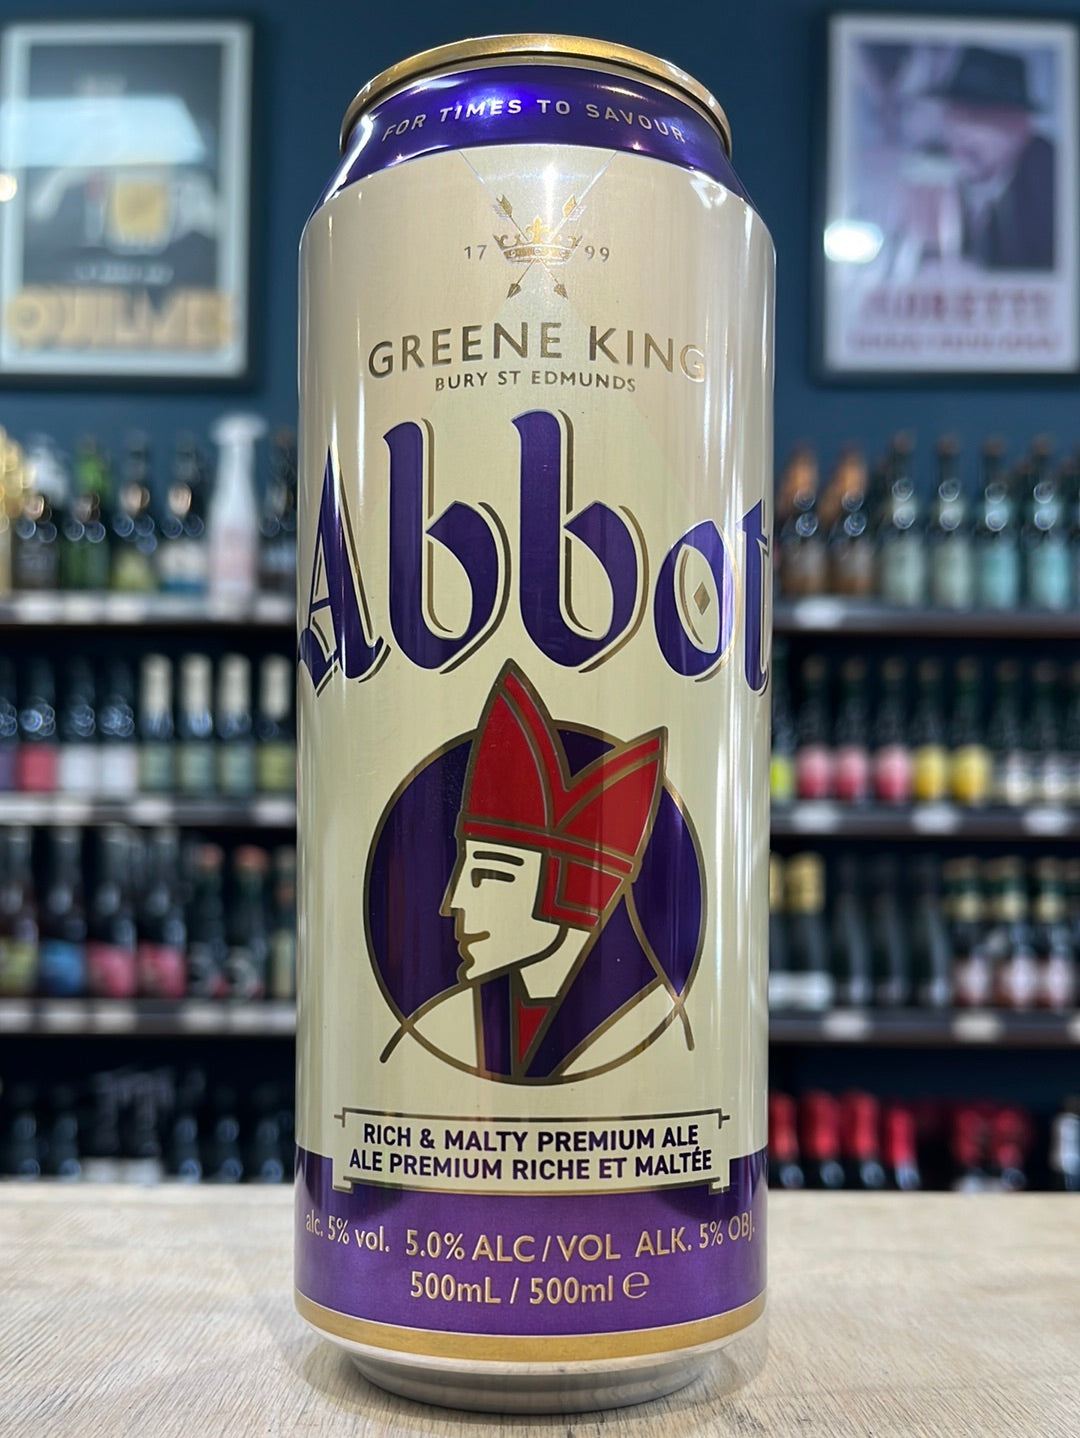 FOR TIMES TO SAVOUR
17 99
GREENE KING
BURY ST EDMUNDS
Abbot
RICH & MALTY PREMIUM ALE
ALE PREMIUM RICHE ET MALTÉE
alc. 5% vol. 5.0% ALC/VOL ALK. 5% OBJ.
500mL / 500ml ℮
QUILMES